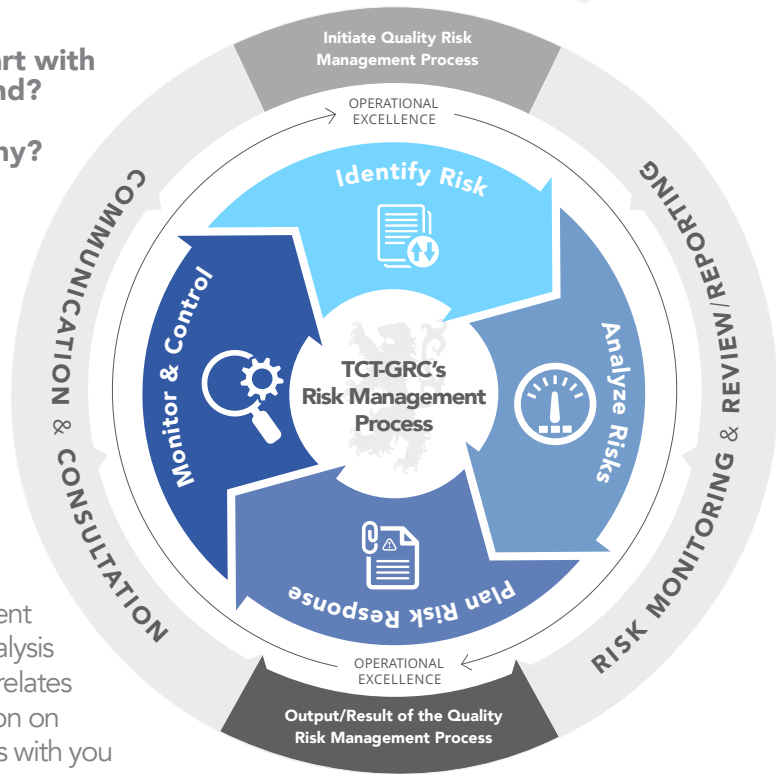 art with
nd?
ny?
Initiate Quality Risk
Management Process
OPERATIONAL
EXCELLENCE
Identify Risk
Analyze Risks
Plan Risk Response
Monitor & Control
TCT-GRC's
Risk Management
Process
COMMUNICATION & CONSULTATION
RISK MONITORING & REVIEW/REPORTING
OPERATIONAL
EXCELLENCE
Output/Result of the Quality
Risk Management Process
ent
alysis
relates
on on
s with you